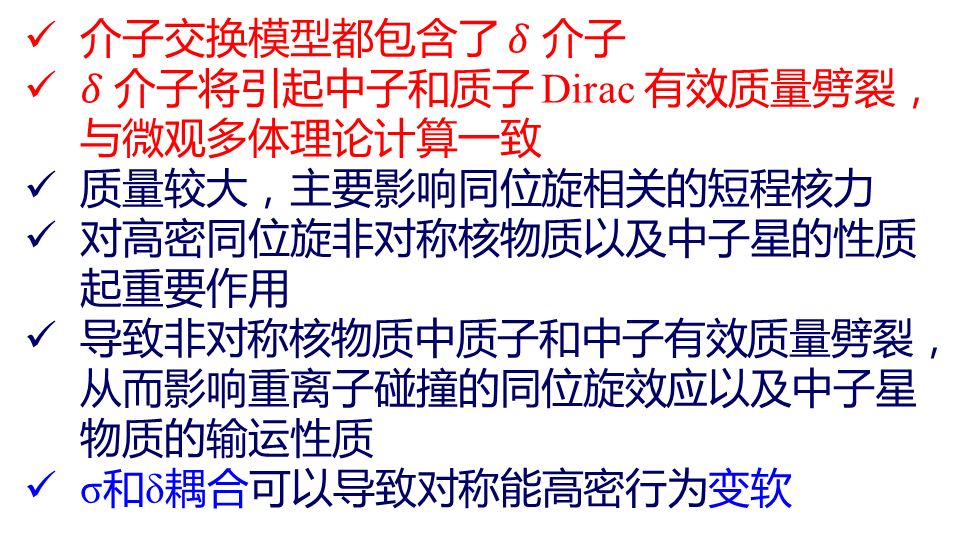 ✓ 介子交换模型都包含了 δ 介子
✓ δ 介子将引起中子和质子 Dirac 有效质量劈裂，
与微观多体理论计算一致
✓ 质量较大，主要影响同位旋相关的短程核力
✓ 对高密同位旋非对称核物质以及中子星的性质
起重要作用
✓ 导致非对称核物质中质子和中子有效质量劈裂，
从而影响重离子碰撞的同位旋效应以及中子星
物质的输运性质
✓ σ和δ耦合可以导致对称能高密行为变软